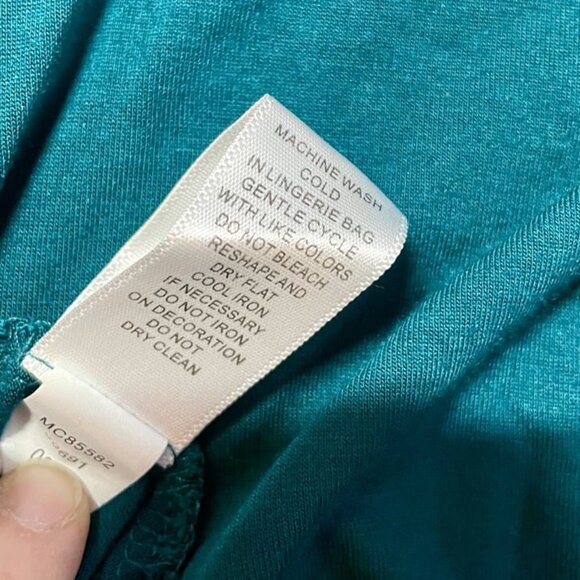 MACHINE WASH
COLD
IN LINGERIE BAG
GENTLE CYCLE
WITH LIKE COLORS
DO NOT BLEACH
RESHAPE AND
DRY FLAT
COOL IRON
IF NECESSARY
DO NOT IRON
ON DECORATION
DO NOT
DRY CLEAN
MC85582